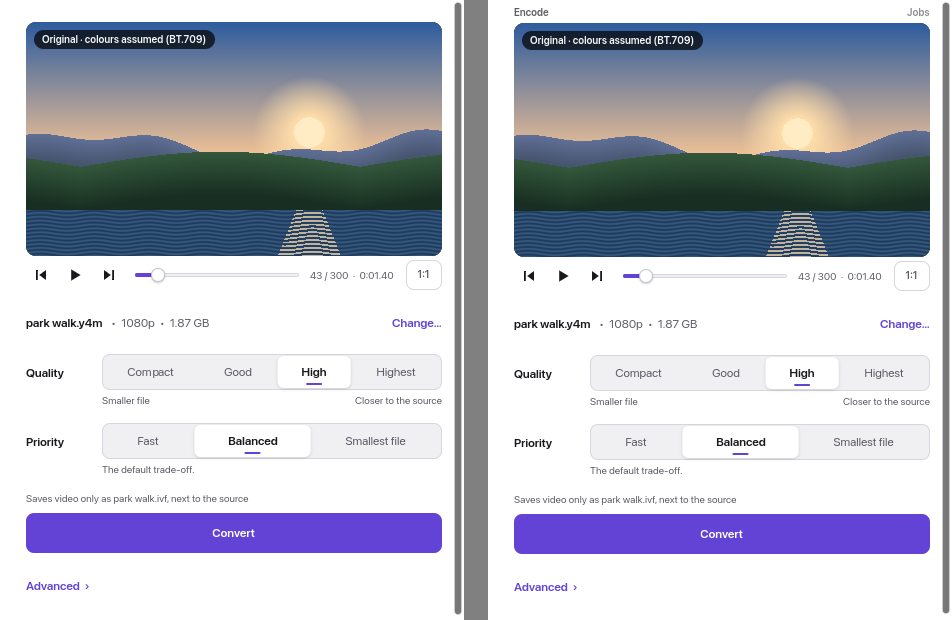 Original · colours assumed (BT.709)
43 / 300 · 0:01.40
1:1
park walk.y4m · 1080p · 1.87 GB
Change...
Quality
Compact
Good
High
Highest
Smaller file
Closer to the source
Priority
Fast
Balanced
Smallest file
The default trade-off.
Saves video only as park walk.ivf, next to the source
Convert
Advanced ›
Encode
Jobs
Original · colours assumed (BT.709)
43 / 300 · 0:01.40
1:1
park walk.y4m · 1080p · 1.87 GB
Change...
Quality
Compact
Good
High
Highest
Smaller file
Closer to the source
Priority
Fast
Balanced
Smallest file
The default trade-off.
Saves video only as park walk.ivf, next to the source
Convert
Advanced ›